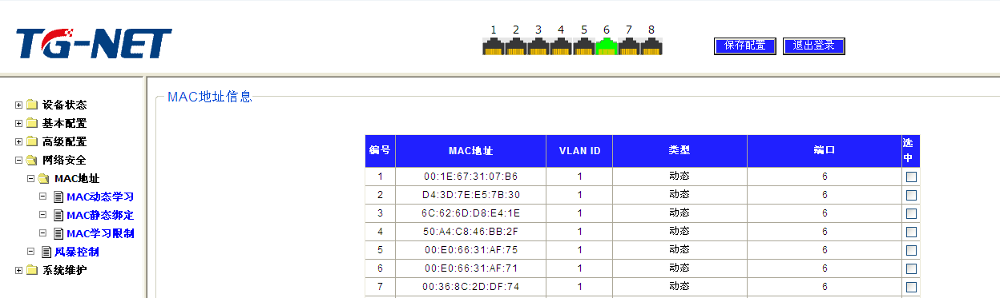 TG-NET
1 2 3 4 5 6 7 8
保存配置 退出登录
设备状态
基本配置
高级配置
网络安全
MAC地址
MAC动态学习
MAC静态绑定
MAC学习限制
风暴控制
系统维护
MAC地址信息
编号 MAC地址 VLAN ID 类型 端口 选中
1 00:1E:67:31:07:B6 1 动态 6
2 D4:3D:7E:E5:7B:30 1 动态 6
3 6C:62:6D:D8:E4:1E 1 动态 6
4 50:A4:C8:46:BB:2F 1 动态 6
5 00:E0:66:31:AF:75 1 动态 6
6 00:E0:66:31:AF:71 1 动态 6
7 00:36:8C:2D:DF:74 1 动态 6